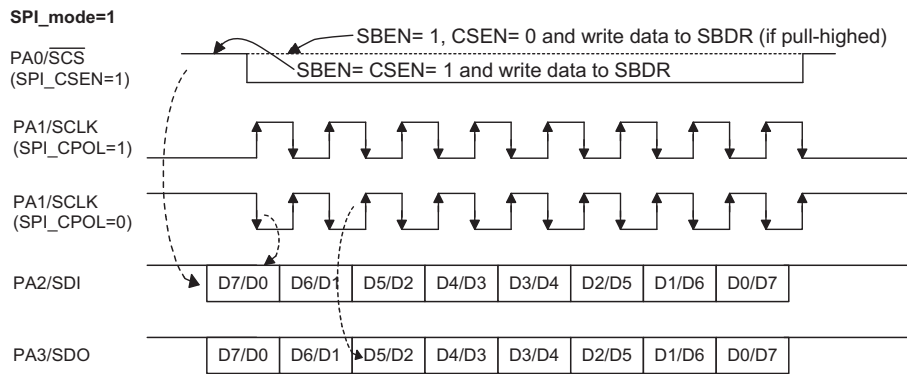 SPI_mode=1
SBEN= 1, CSEN= 0 and write data to SBDR (if pull-highed)
PA0/SCS
(SPI_CSEN=1)
SBEN= CSEN= 1 and write data to SBDR
PA1/SCLK
(SPI_CPOL=1)
PA1/SCLK
(SPI_CPOL=0)
PA2/SDI D7/D0 D6/D1 D5/D2 D4/D3 D3/D4 D2/D5 D1/D6 D0/D7
PA3/SDO D7/D0 D6/D1 D5/D2 D4/D3 D3/D4 D2/D5 D1/D6 D0/D7